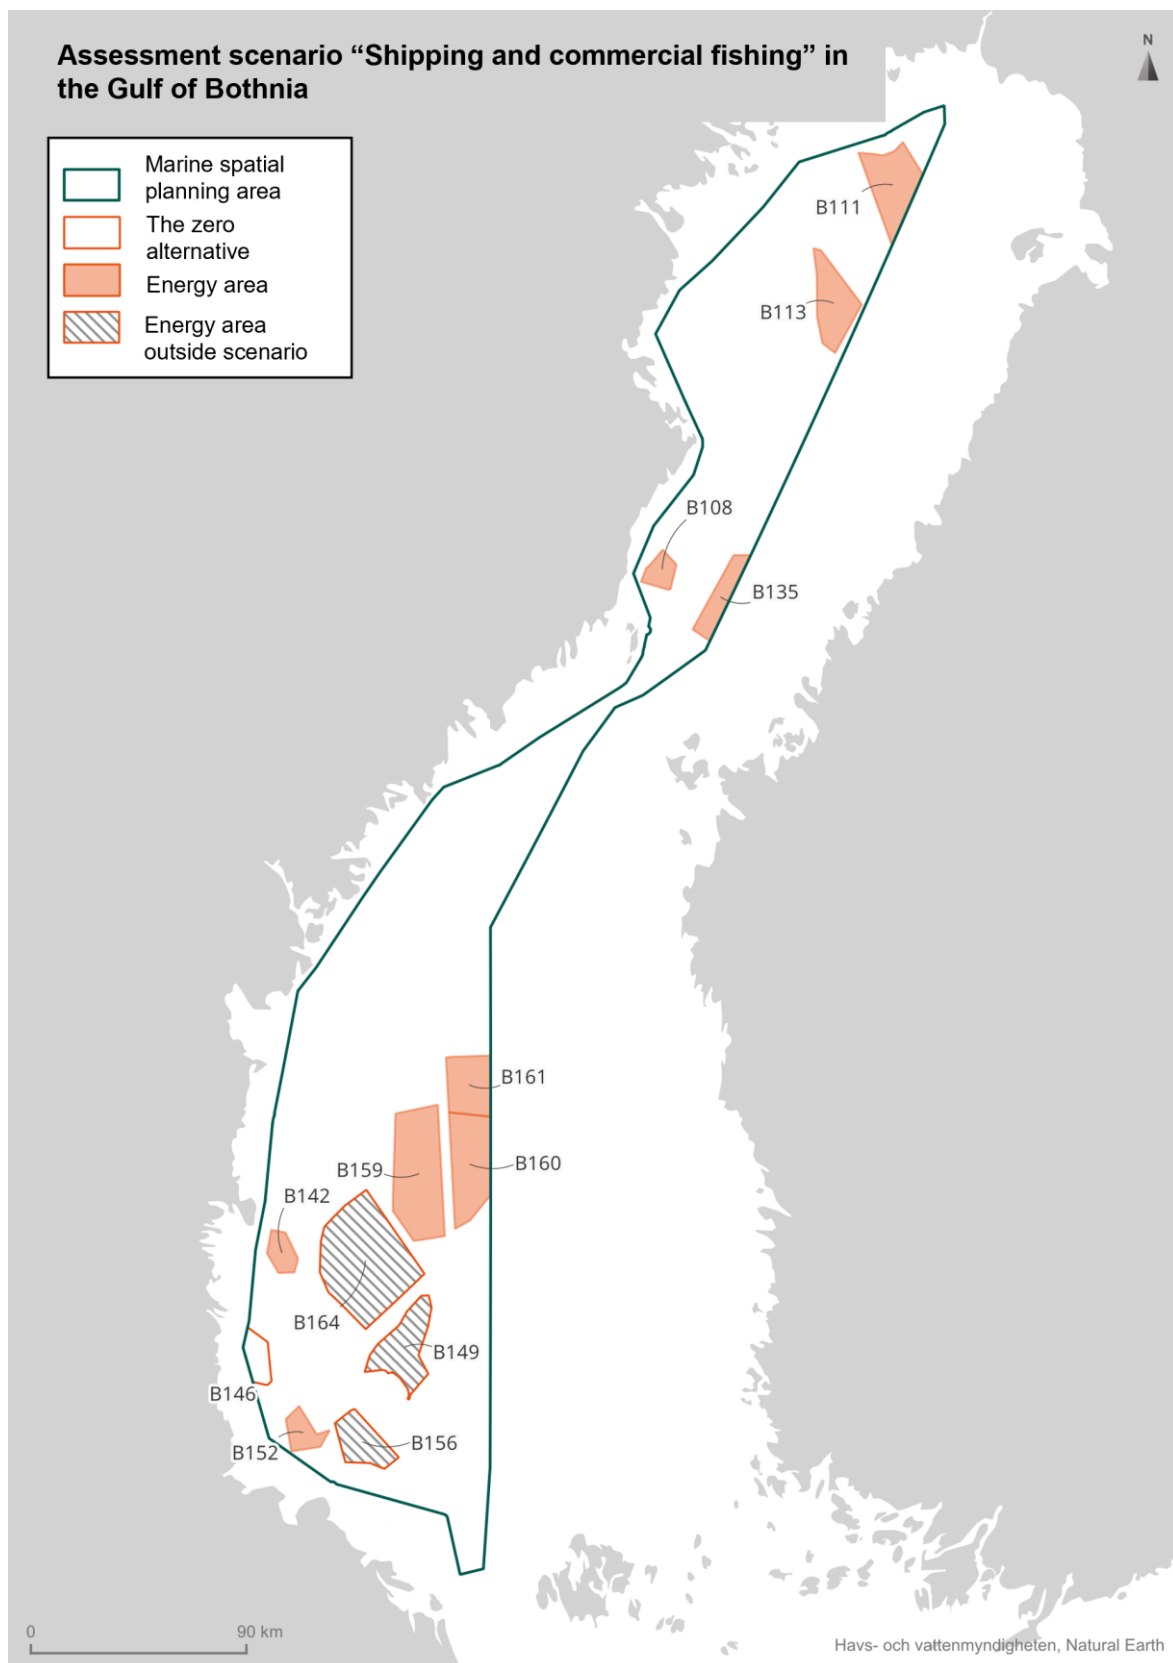 Assessment scenario “Shipping and commercial fishing” in
the Gulf of Bothnia
N
Marine spatial
planning area
The zero
alternative
Energy area
Energy area
outside scenario
B111
B113
B108
B135
B161
B160
B159
B142
B164
B149
B146
B156
B152
0
90 km
Havs- och vattenmyndigheten, Natural Earth